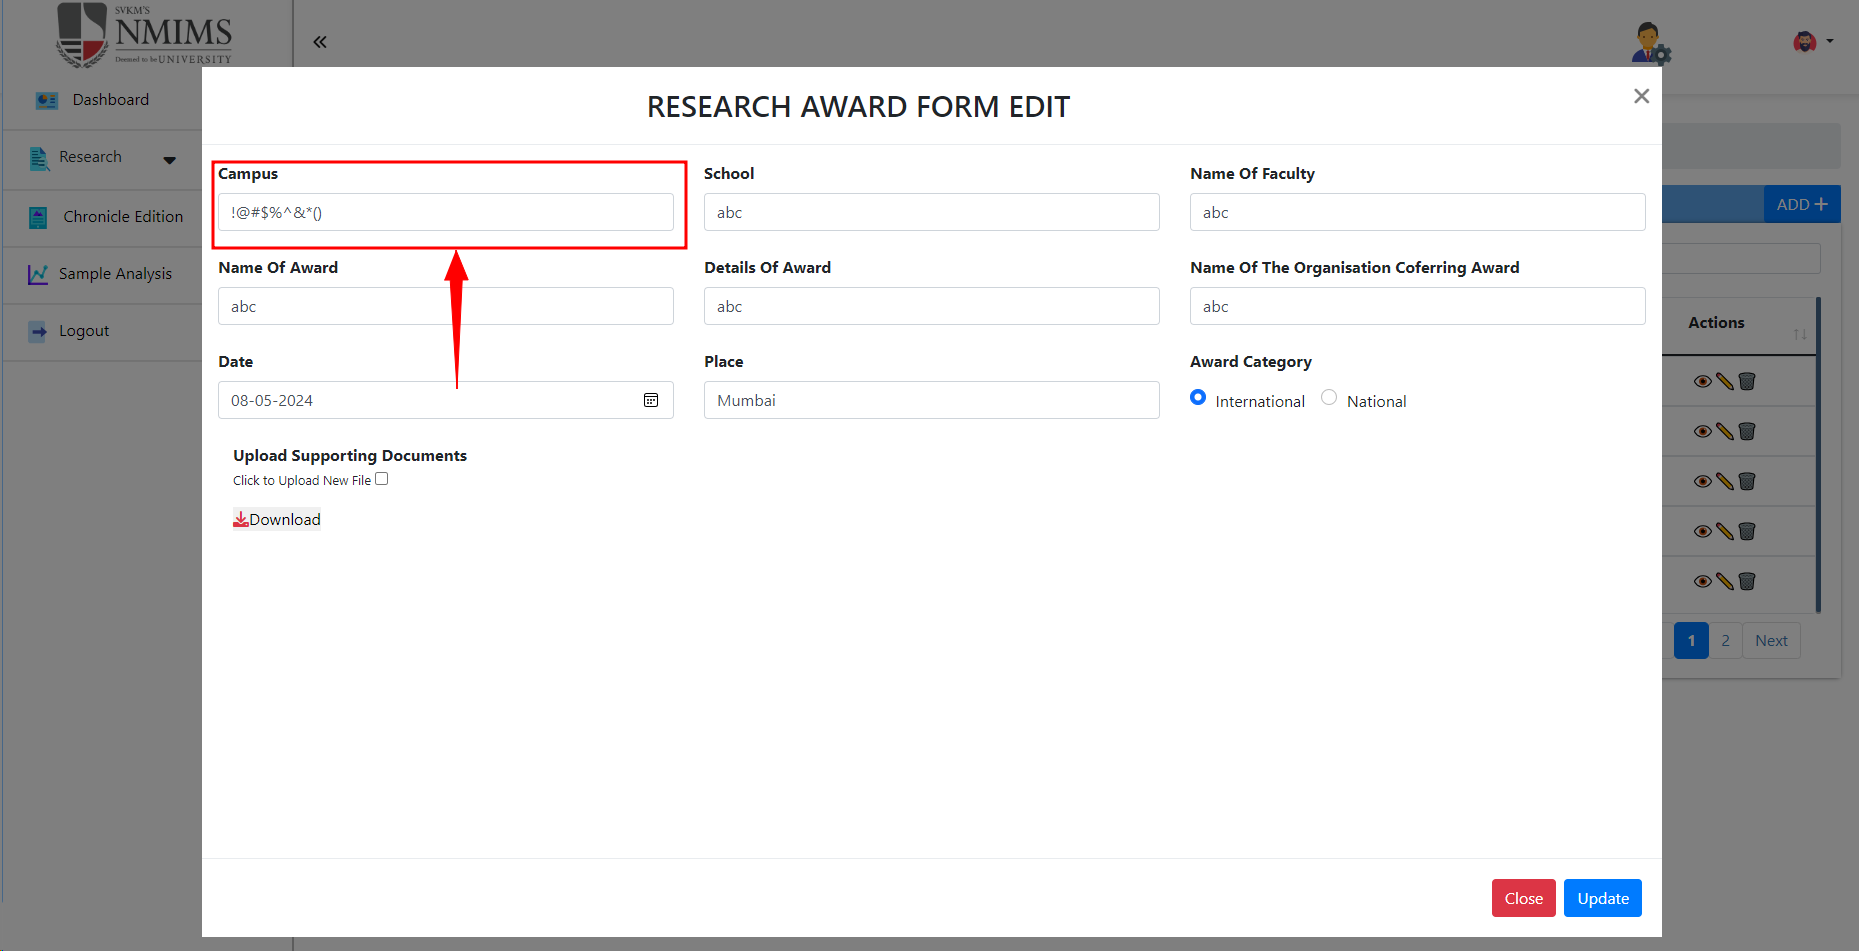 SVKM'S
NMIMS
Deemed to be UNIVERSITY
Dashboard
Research
Chronicle Edition
Sample Analysis
Logout
RESEARCH AWARD FORM EDIT
Campus
School
Name Of Faculty
!@#$%^&*()
abc
abc
Name Of Award
Details Of Award
Name Of The Organisation Coferring Award
abc
abc
abc
Date
Place
Award Category
08-05-2024
Mumbai
International
National
Upload Supporting Documents
Click to Upload New File
Download
ADD +
Actions
1
2
Next
Close
Update